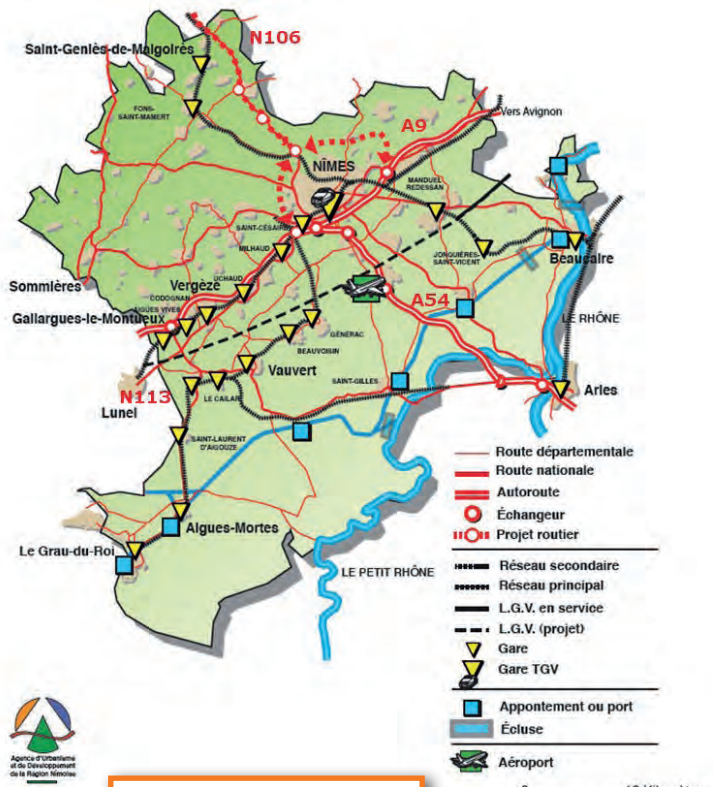 N106
Saint-Geniès-de-Malgoirès
FONS-
SAINT-MAMERT
A9
Vers Avignon
NÎMES
MANDUEL
REDESSAN
SAINT-CÉSAIRE
MILHAUD
JONQUIÈRES-
SAINT-VICENT
Beaucaire
Sommières
UCHAUD
Vergèze
CODOGNAN
AIGUES VIVES
Gallargues-le-Montueux
A54
LE RHÔNE
GÉNÉRAC
BEAUVOISIN
Vauvert
SAINT-GILLES
Arles
N113
Lunel
LE CAILAR
SAINT-LAURENT
D'AIGOUZE
Aigues-Mortes
Le Grau-du-Roi
LE PETIT RHÔNE
Route départementale
Route nationale
Autoroute
Échangeur
Projet routier
Réseau secondaire
Réseau principal
L.G.V. en service
L.G.V. (projet)
Gare
Gare TGV
Appontement ou port
Écluse
Aéroport
Agence d'Urbanisme
et de Développement
de la Région Nîmoise